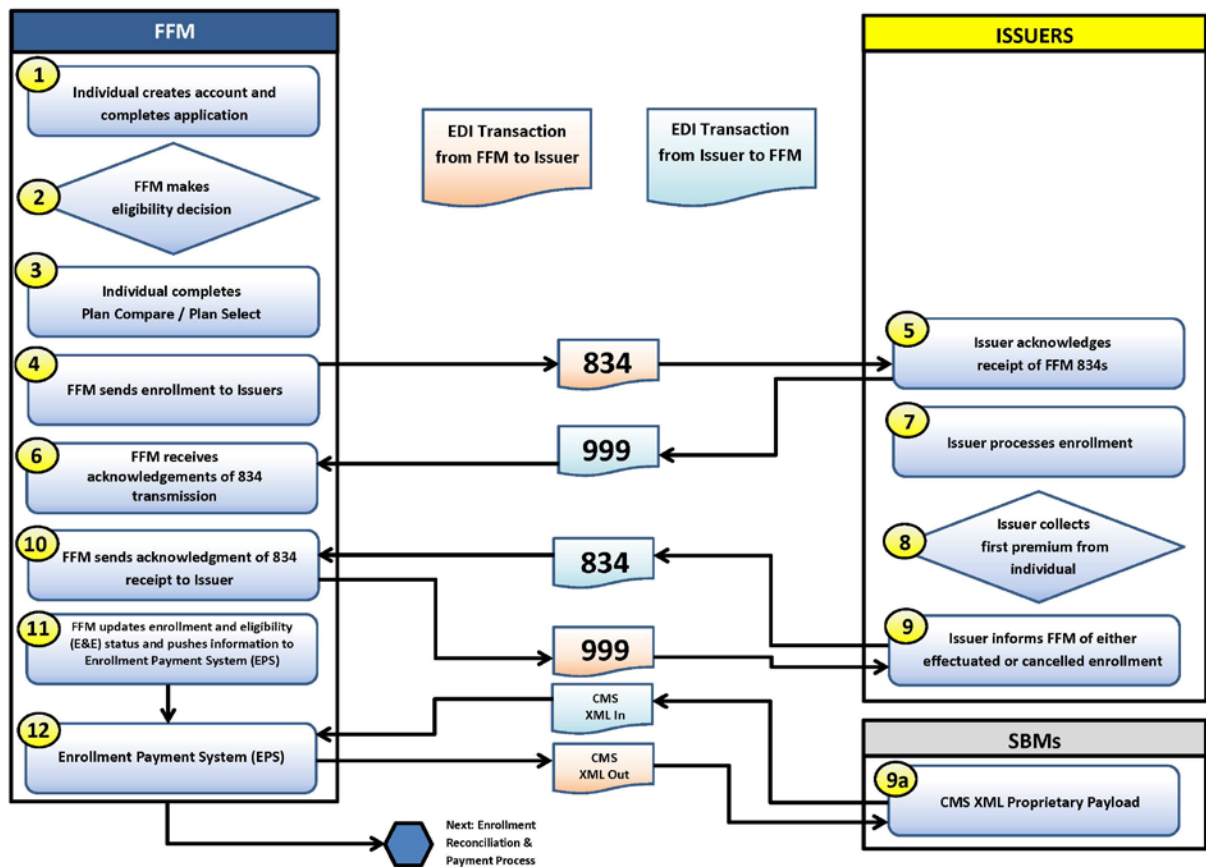 FFM
1
Individual creates account and
completes application
2
FFM makes
eligibility decision
3
Individual completes
Plan Compare / Plan Select
4
FFM sends enrollment to Issuers
6
FFM receives
acknowledgements of 834
transmission
10
FFM sends acknowledgment of 834
receipt to Issuer
11
FFM updates enrollment and eligibility
(E&E) status and pushes information to
Enrollment Payment System (EPS)
12
Enrollment Payment System (EPS)
EDI Transaction
from FFM to Issuer
EDI Transaction
from Issuer to FFM
834
999
834
999
CMS
XML In
CMS
XML Out
Next: Enrollment
Reconciliation &
Payment Process
ISSUERS
5
Issuer acknowledges
receipt of FFM 834s
7
Issuer processes enrollment
8
Issuer collects
first premium from
individual
9
Issuer informs FFM of either
effectuated or cancelled enrollment
SBMs
9a
CMS XML Proprietary Payload